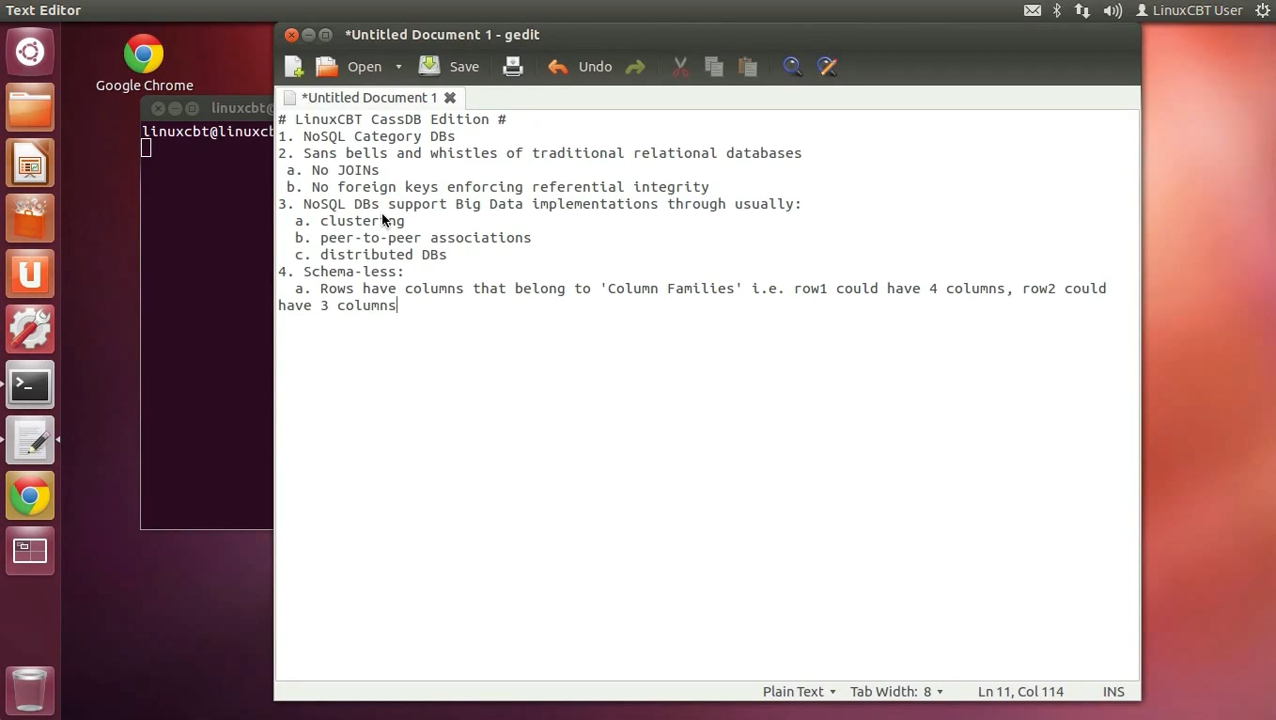 Text Editor
LinuxCBT User
Google Chrome
linuxcbt@
linuxcbt@linuxcb
*Untitled Document 1 - gedit
Open Save Undo
*Untitled Document 1
# LinuxCBT CassDB Edition #
1. NoSQL Category DBs
2. Sans bells and whistles of traditional relational databases
a. No JOINs
b. No foreign keys enforcing referential integrity
3. NoSQL DBs support Big Data implementations through usually:
a. clustering
b. peer-to-peer associations
c. distributed DBs
4. Schema-less:
a. Rows have columns that belong to 'Column Families' i.e. row1 could have 4 columns, row2 could
have 3 columns
Plain Text Tab Width: 8 Ln 11, Col 114 INS